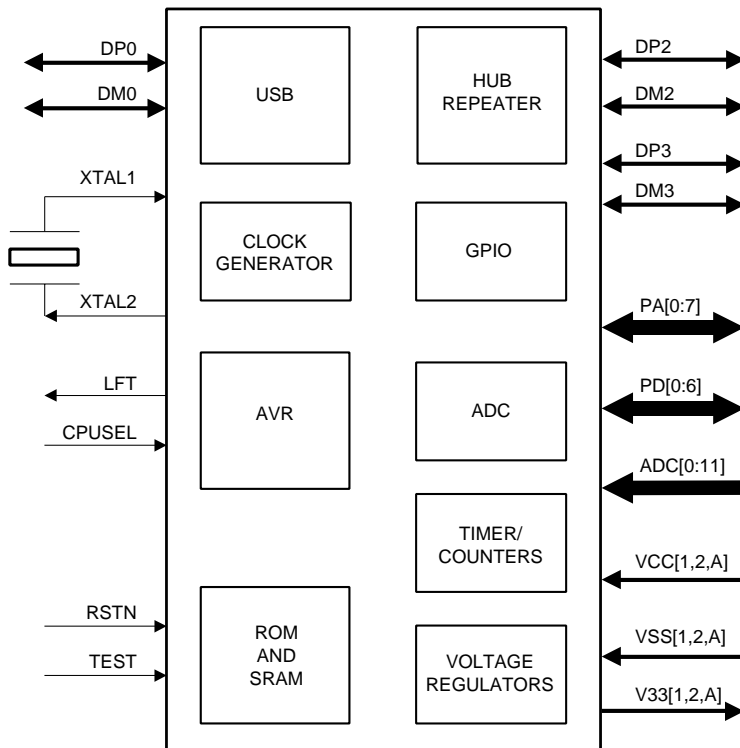 DP0
DM0
XTAL1
XTAL2
LFT
CPUSEL
RSTN
TEST
USB
HUB
REPEATER
CLOCK
GENERATOR
GPIO
AVR
ADC
TIMER/
COUNTERS
ROM
AND
SRAM
VOLTAGE
REGULATORS
DP2
DM2
DP3
DM3
PA[0:7]
PD[0:6]
ADC[0:11]
VCC[1,2,A]
VSS[1,2,A]
V33[1,2,A]